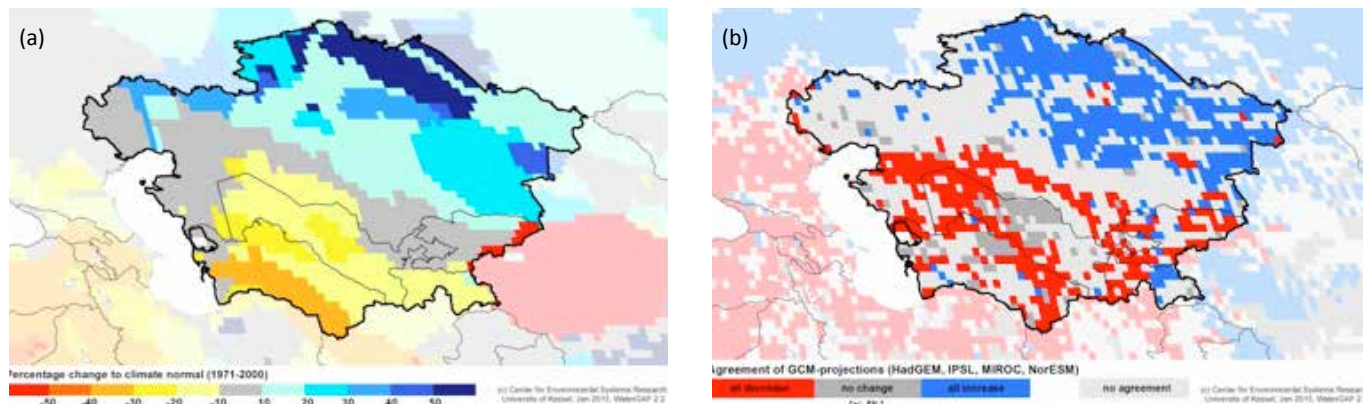 (a)
Percentage change to climate normal (1971-2000)
-50 -40 -30 -20 -10 10 20 30 40 50
(c) Center for Environmental Systems Research
University of Kassel, Jan 2013, WaterGAP 2.2
(b)
Agreement of GCM-projections (HadGEM, IPSL, MIROC, NorESM)
all decrease no change all increase no agreement
(c) Center for Environmental Systems Research
University of Kassel, Jan 2013, WaterGAP 2.2